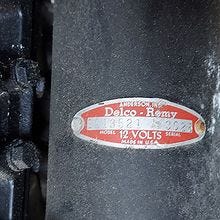 ANDERSON, IND.
Delco - Remy
MODEL 12 VOLTS SERIAL
MADE IN U.S.A.